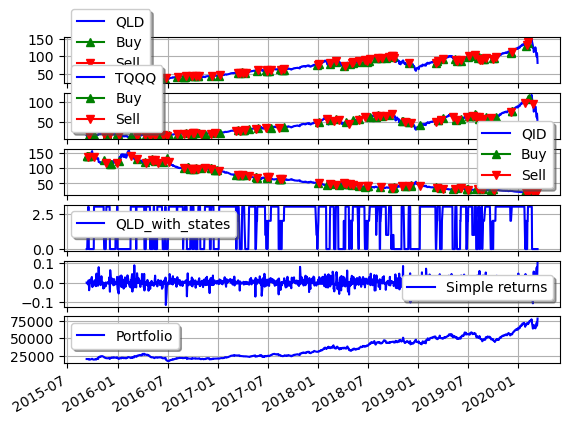 QLD
Buy
Sell
150
100
50
TQQQ
Buy
Sell
100
50
QID
Buy
Sell
150
100
50
QLD_with_states
2.5
0.0
Simple returns
0.1
0.0
-0.1
Portfolio
75000
50000
25000
2015-07
2016-01
2016-07
2017-01
2017-07
2018-01
2018-07
2019-01
2019-07
2020-01